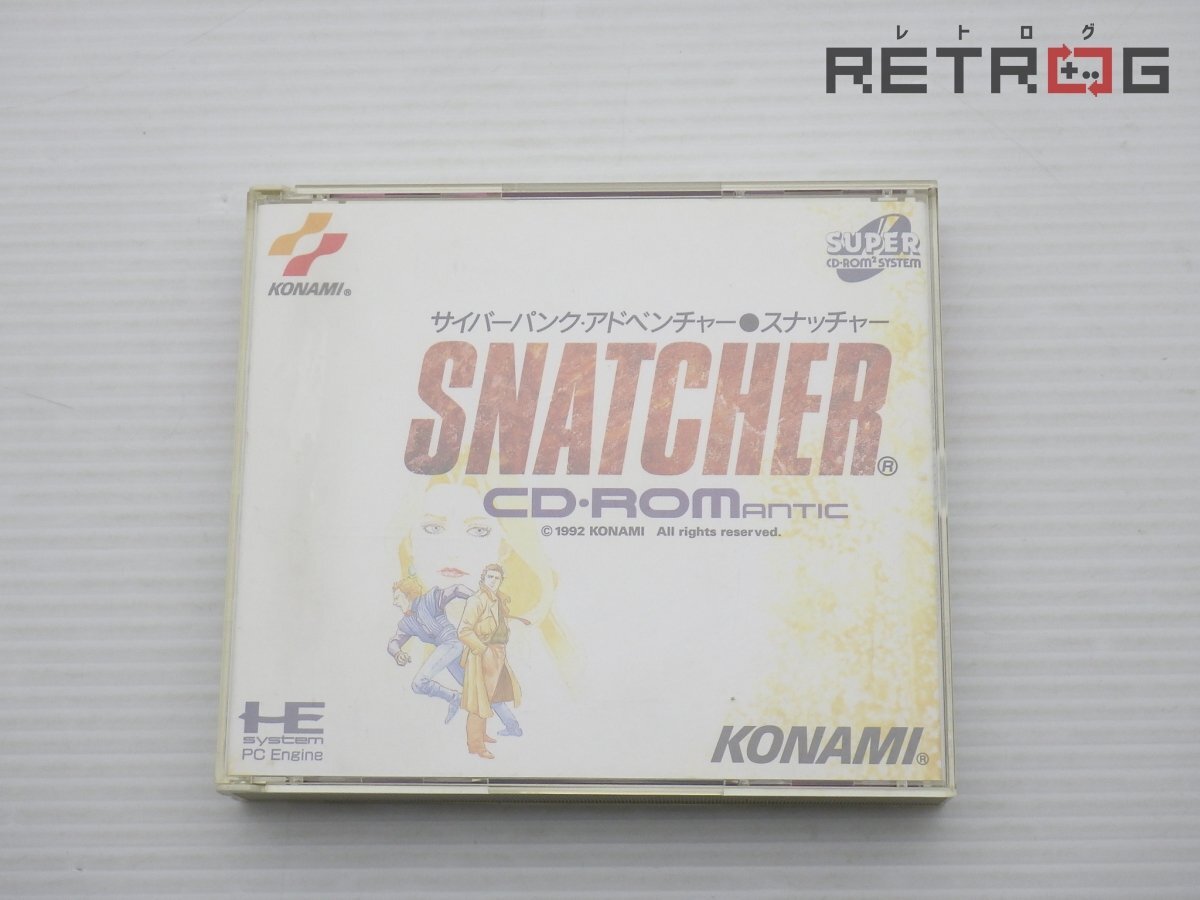 レトログ
RETROG
KONAMI®
SUPER
CD-ROM² SYSTEM
サイバーパンク・アドベンチャー●スナッチャー
SNATCHER®
CD・ROMANTIC
© 1992 KONAMI All rights reserved.
HE
system
PC Engine
KONAMI®